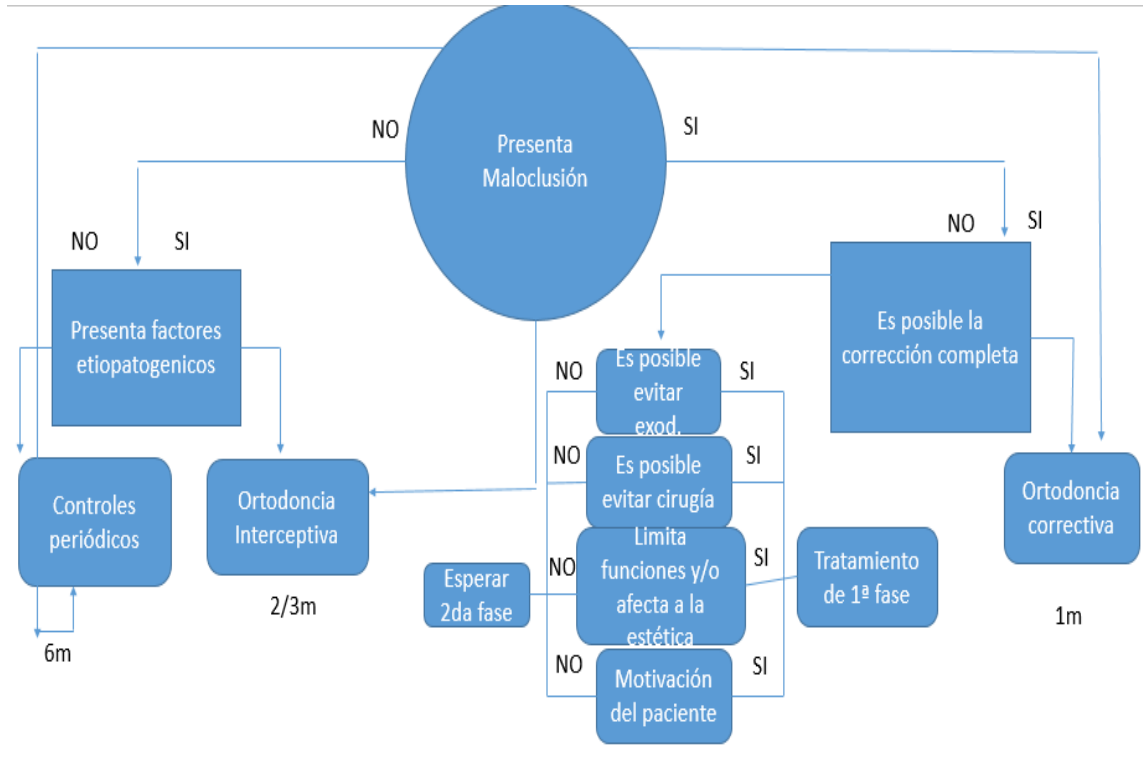 Presenta
Maloclusión
NO
SI
NO
SI
Presenta factores
etiopatogenicos
NO
SI
Es posible la
corrección completa
NO
Es posible
evitar
exod.
SI
NO
Es posible
evitar cirugía
SI
Controles
periódicos
Ortodoncia
Interceptiva
Ortodoncia
correctiva
NO
Limita
funciones y/o
afecta a la
estética
SI
Esperar
2da fase
Tratamiento
de 1ª fase
2/3m
1m
6m
NO
Motivación
del paciente
SI